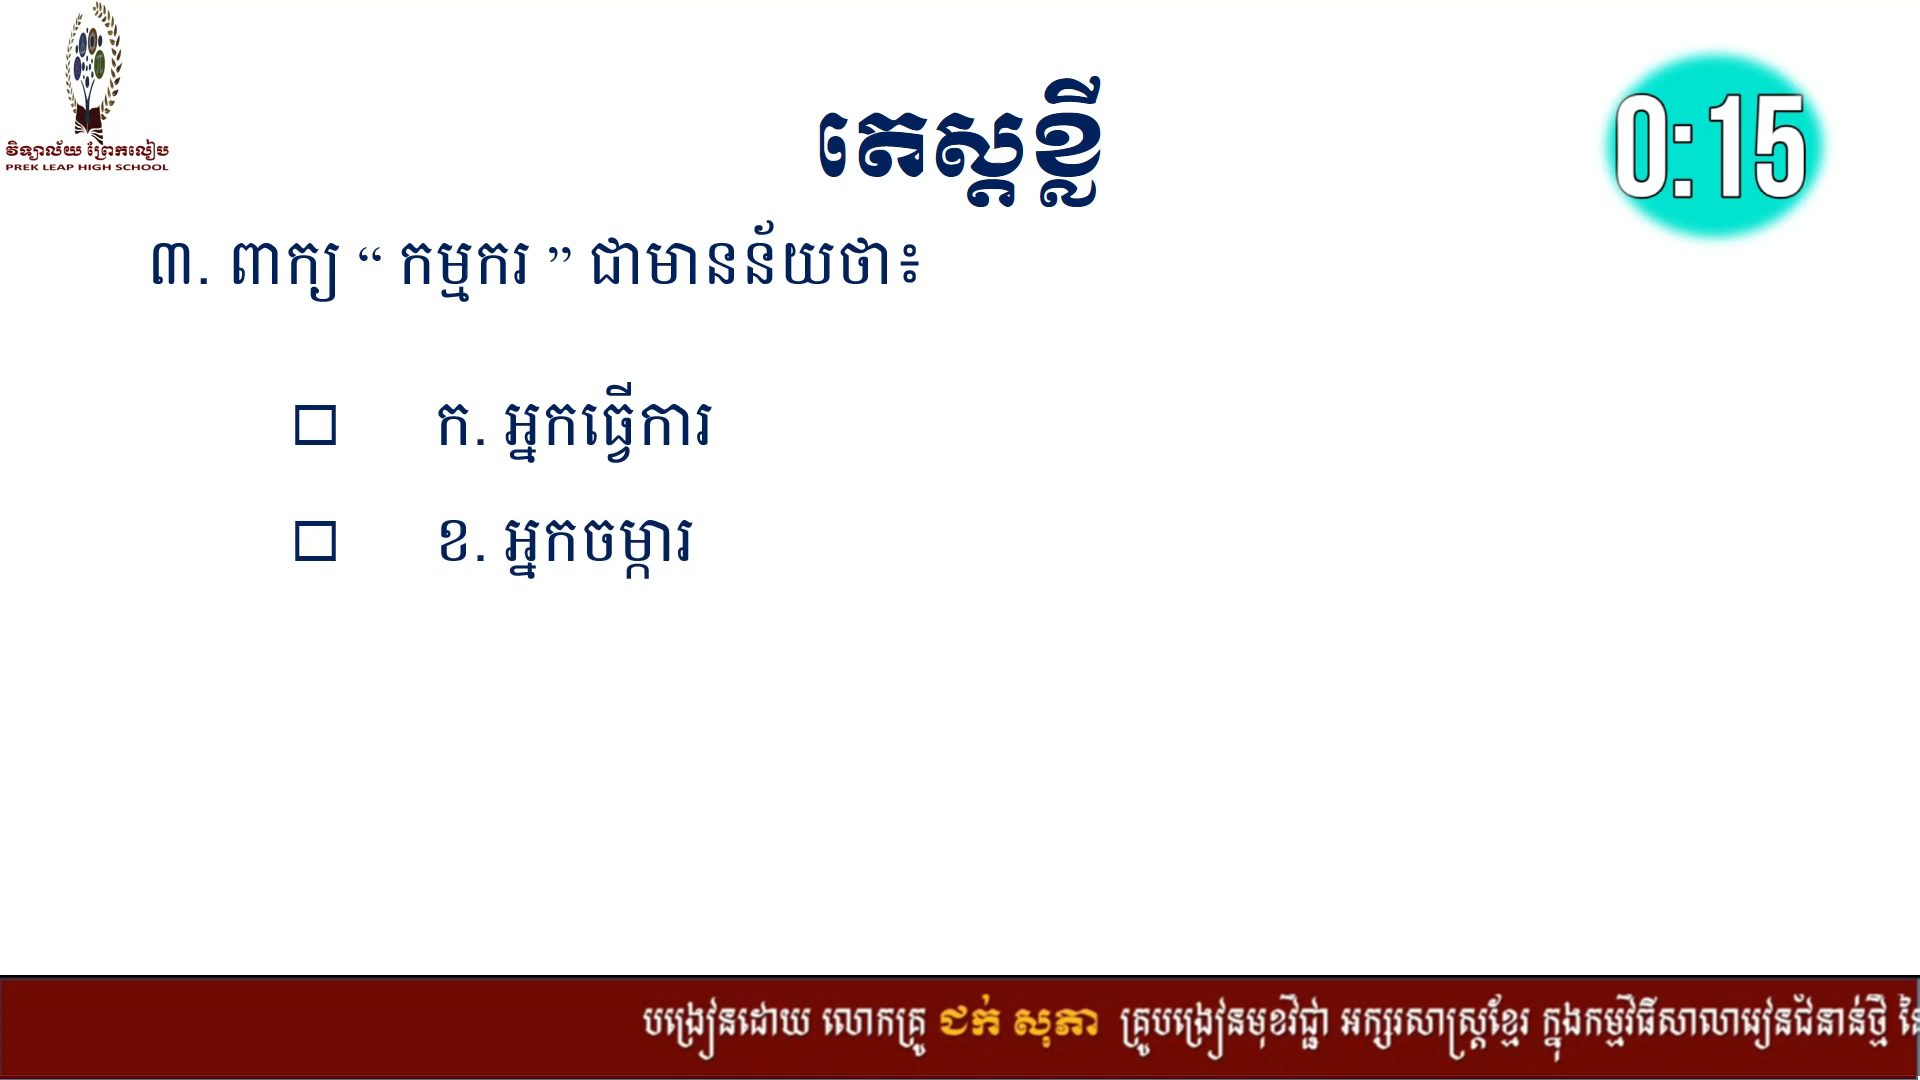 វិទ្យាល័យ ព្រែកលៀប
PREK LEAP HIGH SCHOOL
តេស្តខ្លី
0:15
៣. ពាក្យ “ កម្មករ ” ជាមានន័យថា៖
ក. អ្នកធ្វើការ
ខ. អ្នកចម្ការ
បង្រៀនដោយ លោកគ្រូ ជក់ សុភា គ្រូបង្រៀនមុខវិជ្ជា អក្សរសាស្ត្រខ្មែរ ក្នុងកម្មវិធីសាលារៀនជំនាន់ថ្មី